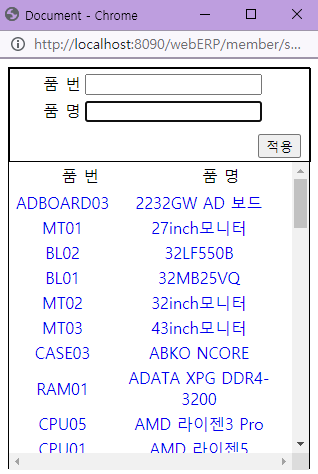 Document - Chrome
http://localhost:8090/webERP/member/s...
품 번
품 명
적용
품 번 품 명
ADBOARD03 2232GW AD 보드
MT01 27inch모니터
BL02 32LF550B
BL01 32MB25VQ
MT02 32inch모니터
MT03 43inch모니터
CASE03 ABKO NCORE
RAM01 ADATA XPG DDR4-
3200
CPU05 AMD 라이젠3 Pro
CPU01 AMD 라이젠5